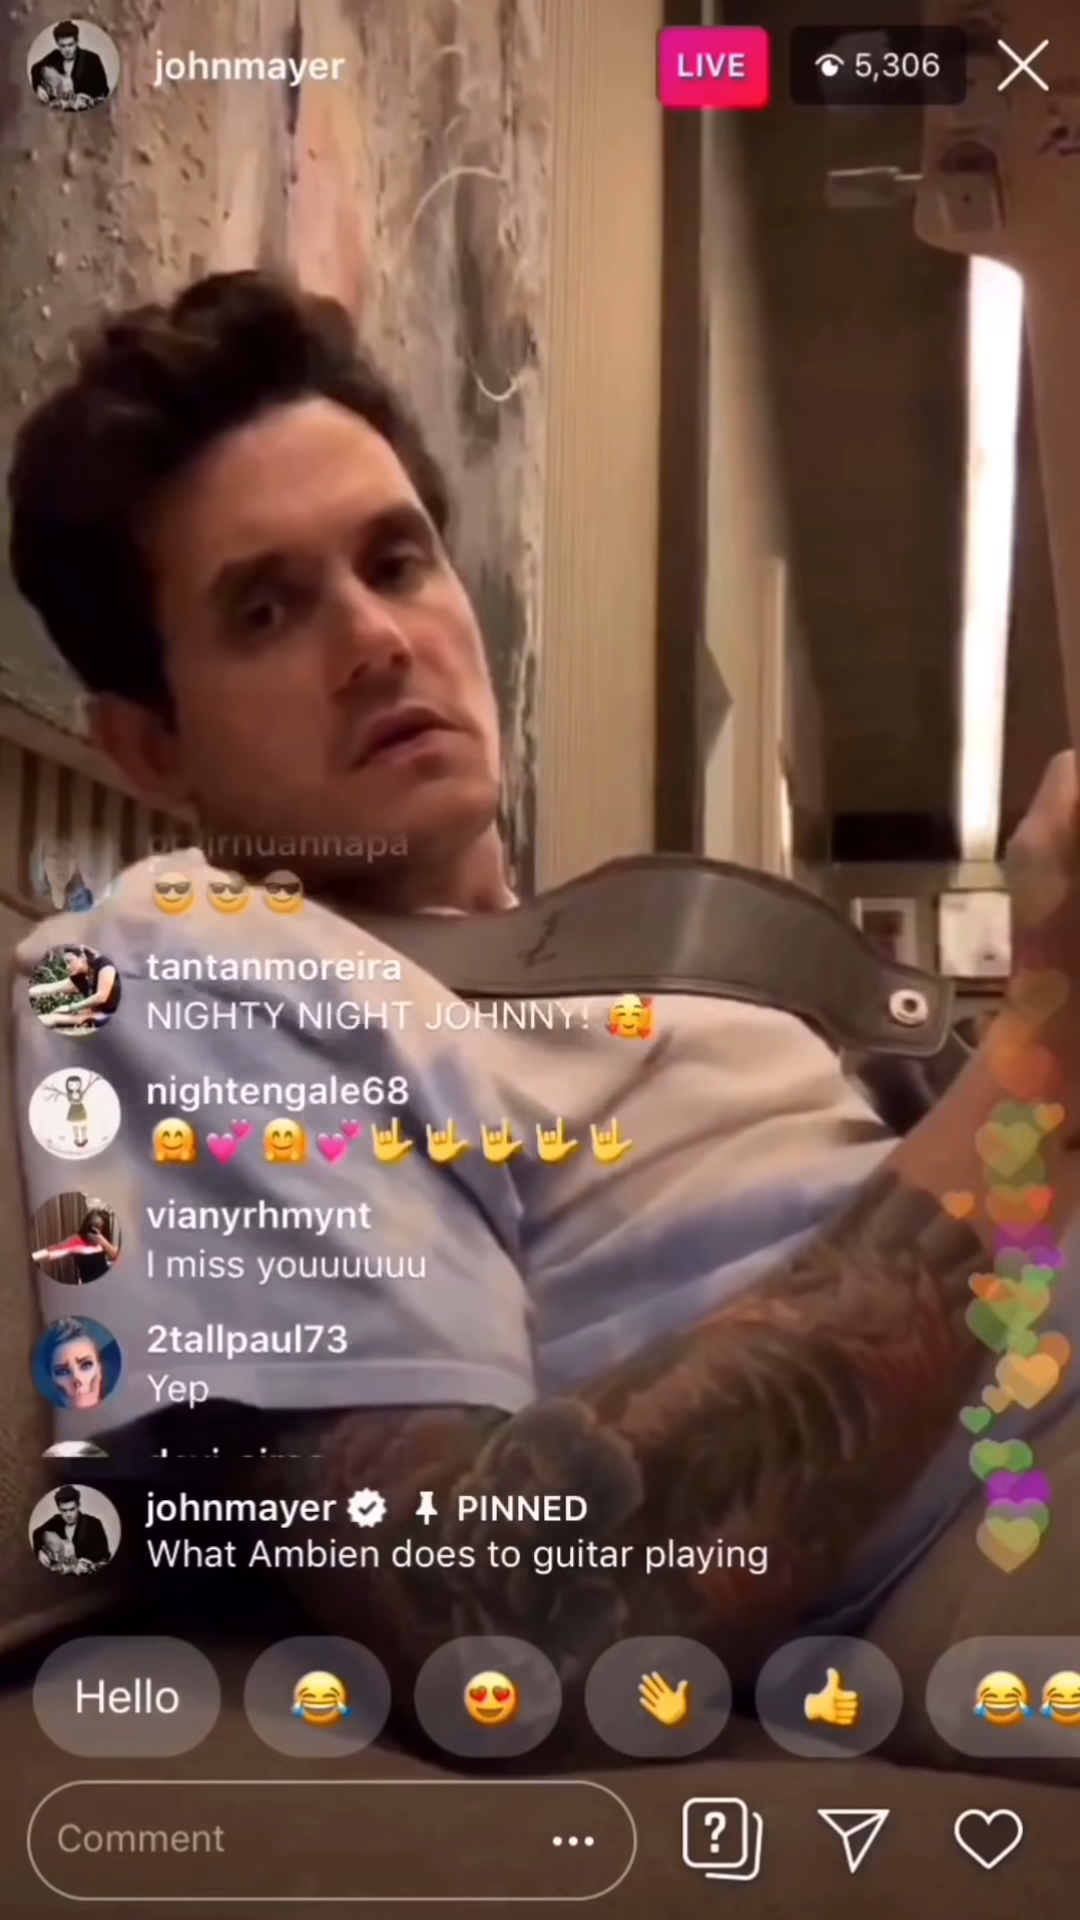 johnmayer
LIVE
5,306
😎😎😎
tantanmoreira
NIGHTY NIGHT JOHNNY! 🥰
nightengale68
🤗💕🤗💕🤟🤟🤟🤟🤟
vianyrhmynt
I miss youuuuuu
2tallpaul73
Yep
johnmayer PINNED
What Ambien does to guitar playing
Hello 😂 😍 👋 👍 😂😂
Comment